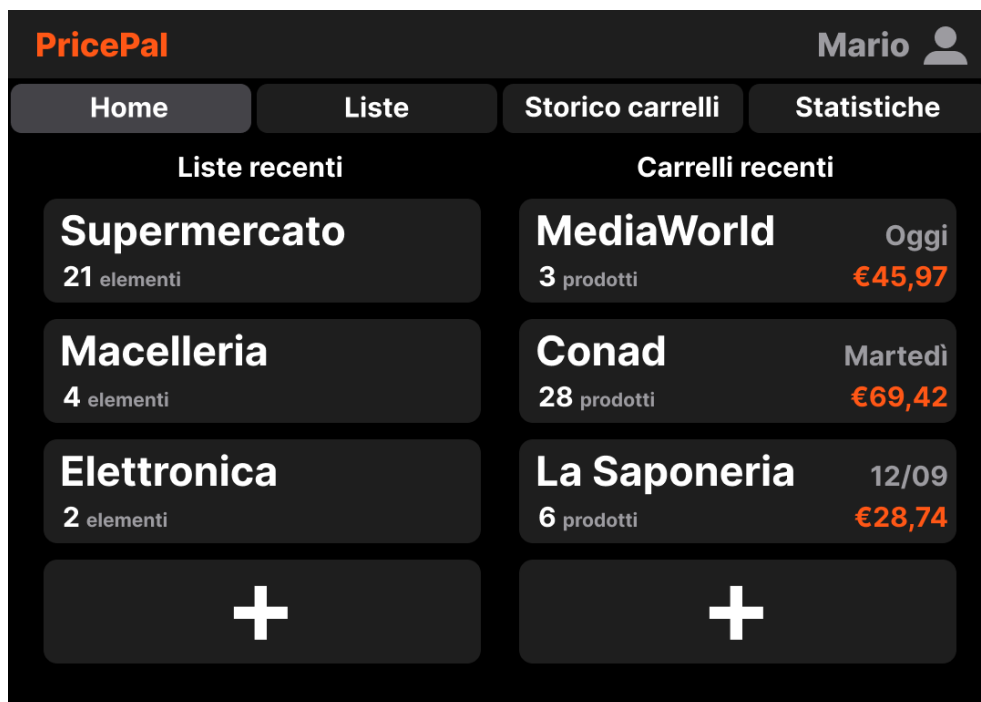 PricePal
Mario
Home
Liste
Storico carrelli
Statistiche
Liste recenti
Supermercato
21 elementi
Macelleria
4 elementi
Elettronica
2 elementi
+
Carrelli recenti
MediaWorld Oggi
3 prodotti €45,97
Conad Martedì
28 prodotti €69,42
La Saponeria 12/09
6 prodotti €28,74
+